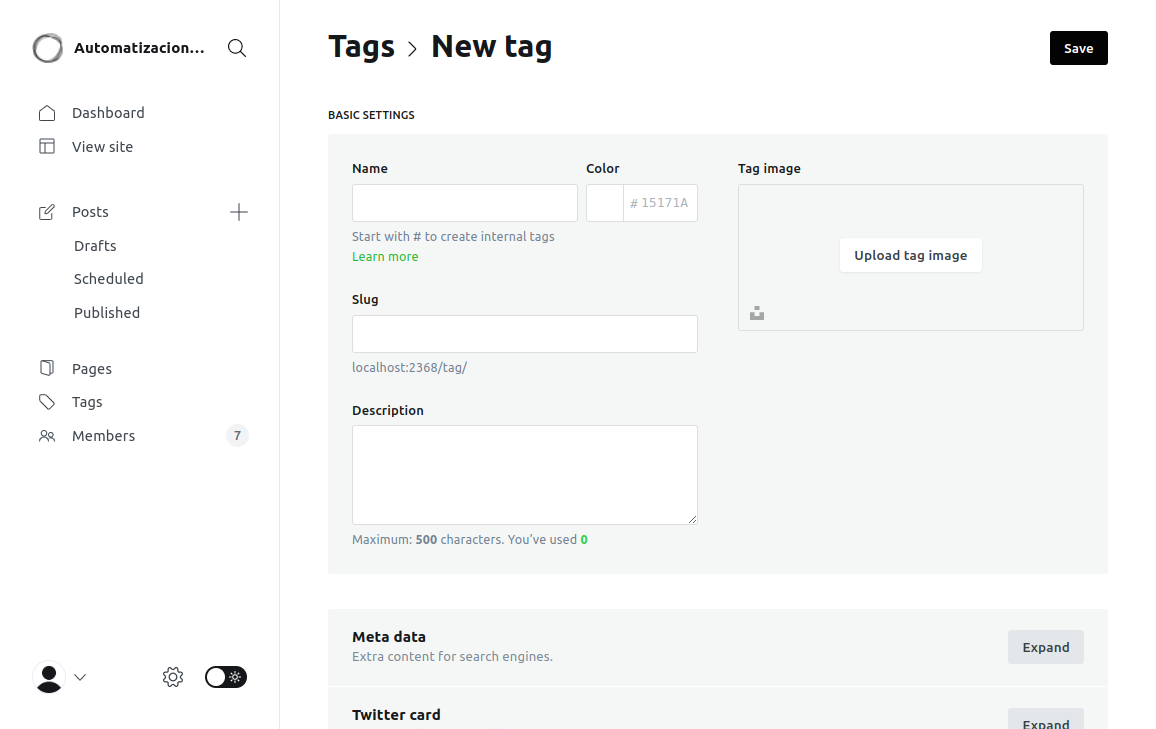 Automatizacion...
Dashboard
View site
Posts
Drafts
Scheduled
Published
Pages
Tags
Members
7
Tags > New tag
Save
BASIC SETTINGS
Name
Color
# 15171A
Start with # to create internal tags
Learn more
Slug
localhost:2368/tag/
Description
Maximum: 500 characters. You’ve used 0
Tag image
Upload tag image
Meta data
Extra content for search engines.
Expand
Twitter card
Expand